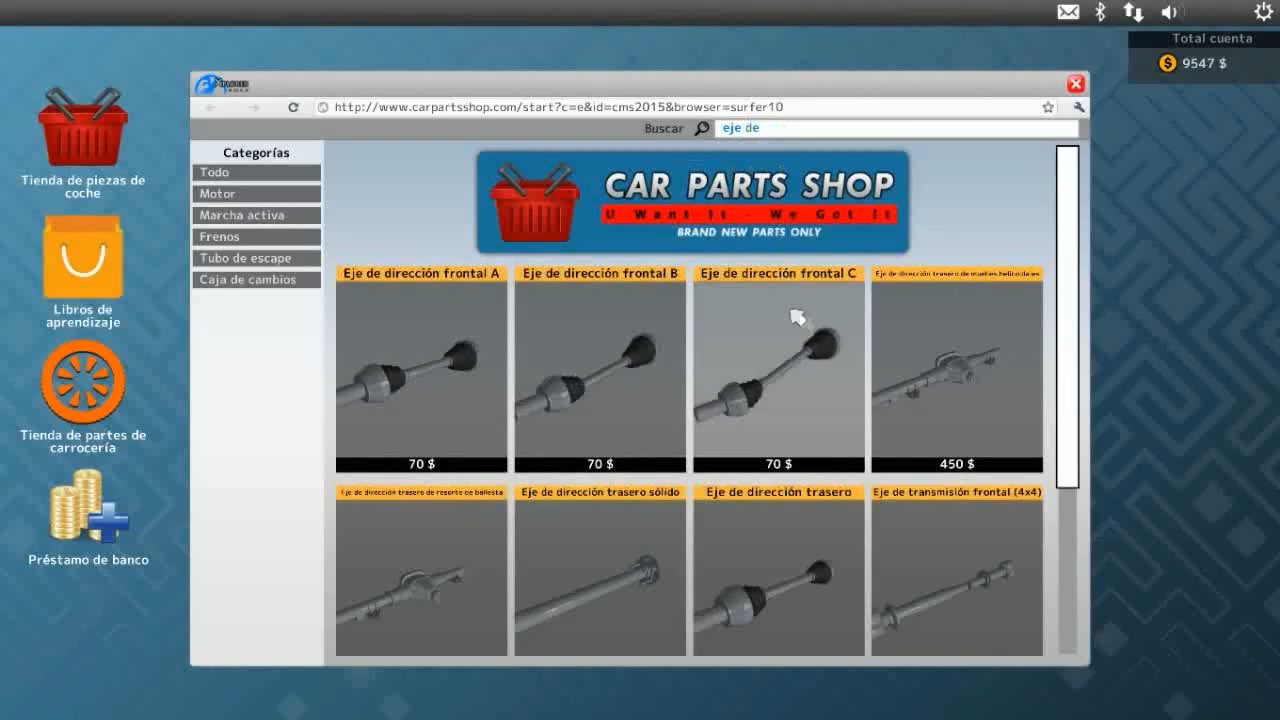 Total cuenta
9547 $
Tienda de piezas de
coche
Libros de
aprendizaje
Tienda de partes de
carrocería
Préstamo de banco
http://www.carpartsshop.com/start?c=e&id=cms2015&browser=surfer10
Buscar
eje de
Categorías
Todo
Motor
Marcha activa
Frenos
Tubo de escape
Caja de cambios
CAR PARTS SHOP
U Want It - We Got It
BRAND NEW PARTS ONLY
Eje de dirección frontal A
Eje de dirección frontal B
Eje de dirección frontal C
Eje de dirección trasero de muelles helicoidales
70 $
70 $
70 $
450 $
Eje de dirección trasero de resorte de ballesta
Eje de dirección trasero sólido
Eje de dirección trasero
Eje de transmisión frontal (4x4)